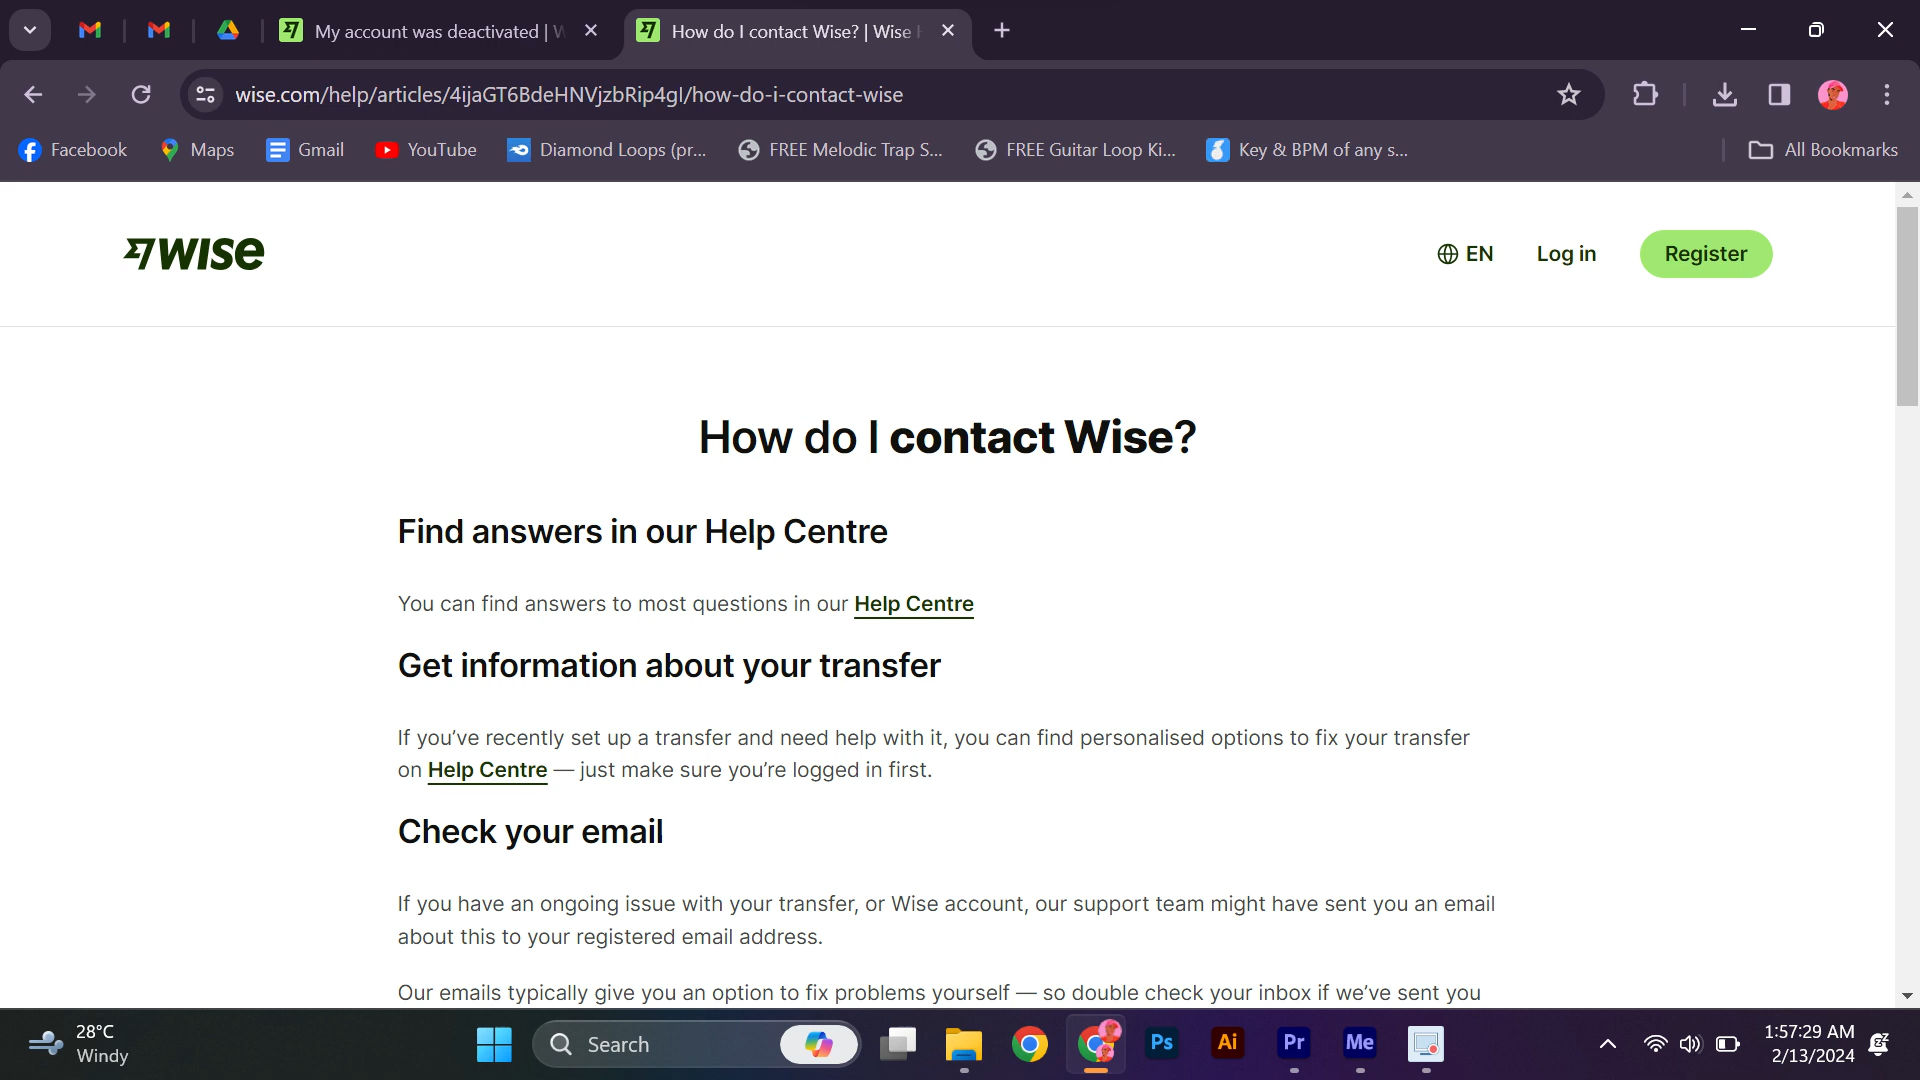 My account was deactivated | W
How do I contact Wise? | Wise H
wise.com/help/articles/4ijaGT6BdeHNVjzbRip4gI/how-do-i-contact-wise
Facebook
Maps
Gmail
YouTube
Diamond Loops (pr...
FREE Melodic Trap S...
FREE Guitar Loop Ki...
Key & BPM of any s...
All Bookmarks
WISE
EN
Log in
Register
How do I contact Wise?
Find answers in our Help Centre
You can find answers to most questions in our Help Centre
Get information about your transfer
If you've recently set up a transfer and need help with it, you can find personalised options to fix your transfer
on Help Centre — just make sure you're logged in first.
Check your email
If you have an ongoing issue with your transfer, or Wise account, our support team might have sent you an email
about this to your registered email address.
Our emails typically give you an option to fix problems yourself — so double check your inbox if we've sent you
28°C
Windy
Search
Ps
Ai
Pr
Me
1:57:29 AM
2/13/2024